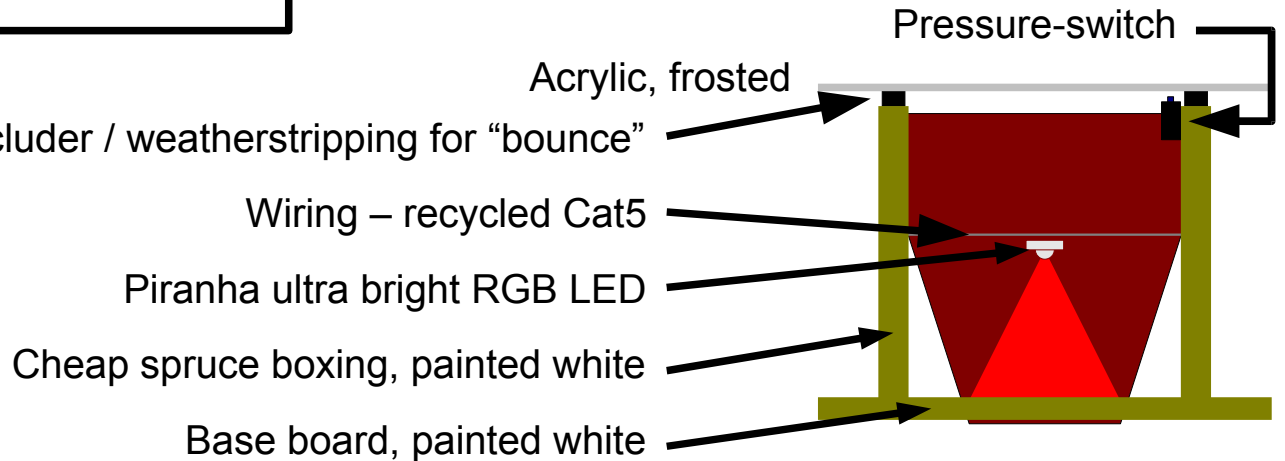 Pressure-switch
Acrylic, frosted
cluder / weatherstripping for “bounce”
Wiring – recycled Cat5
Piranha ultra bright RGB LED
Cheap spruce boxing, painted white
Base board, painted white